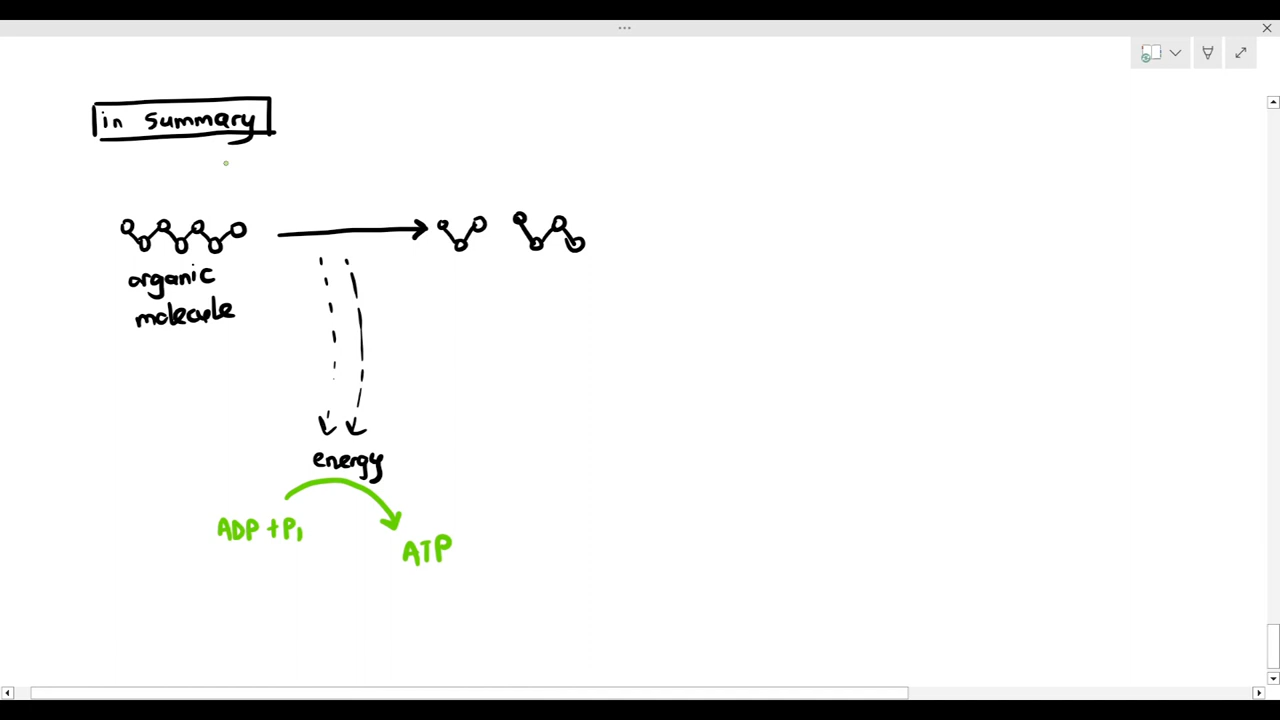 in summary
organic
molecule
energy
ADP + Pi
ATP